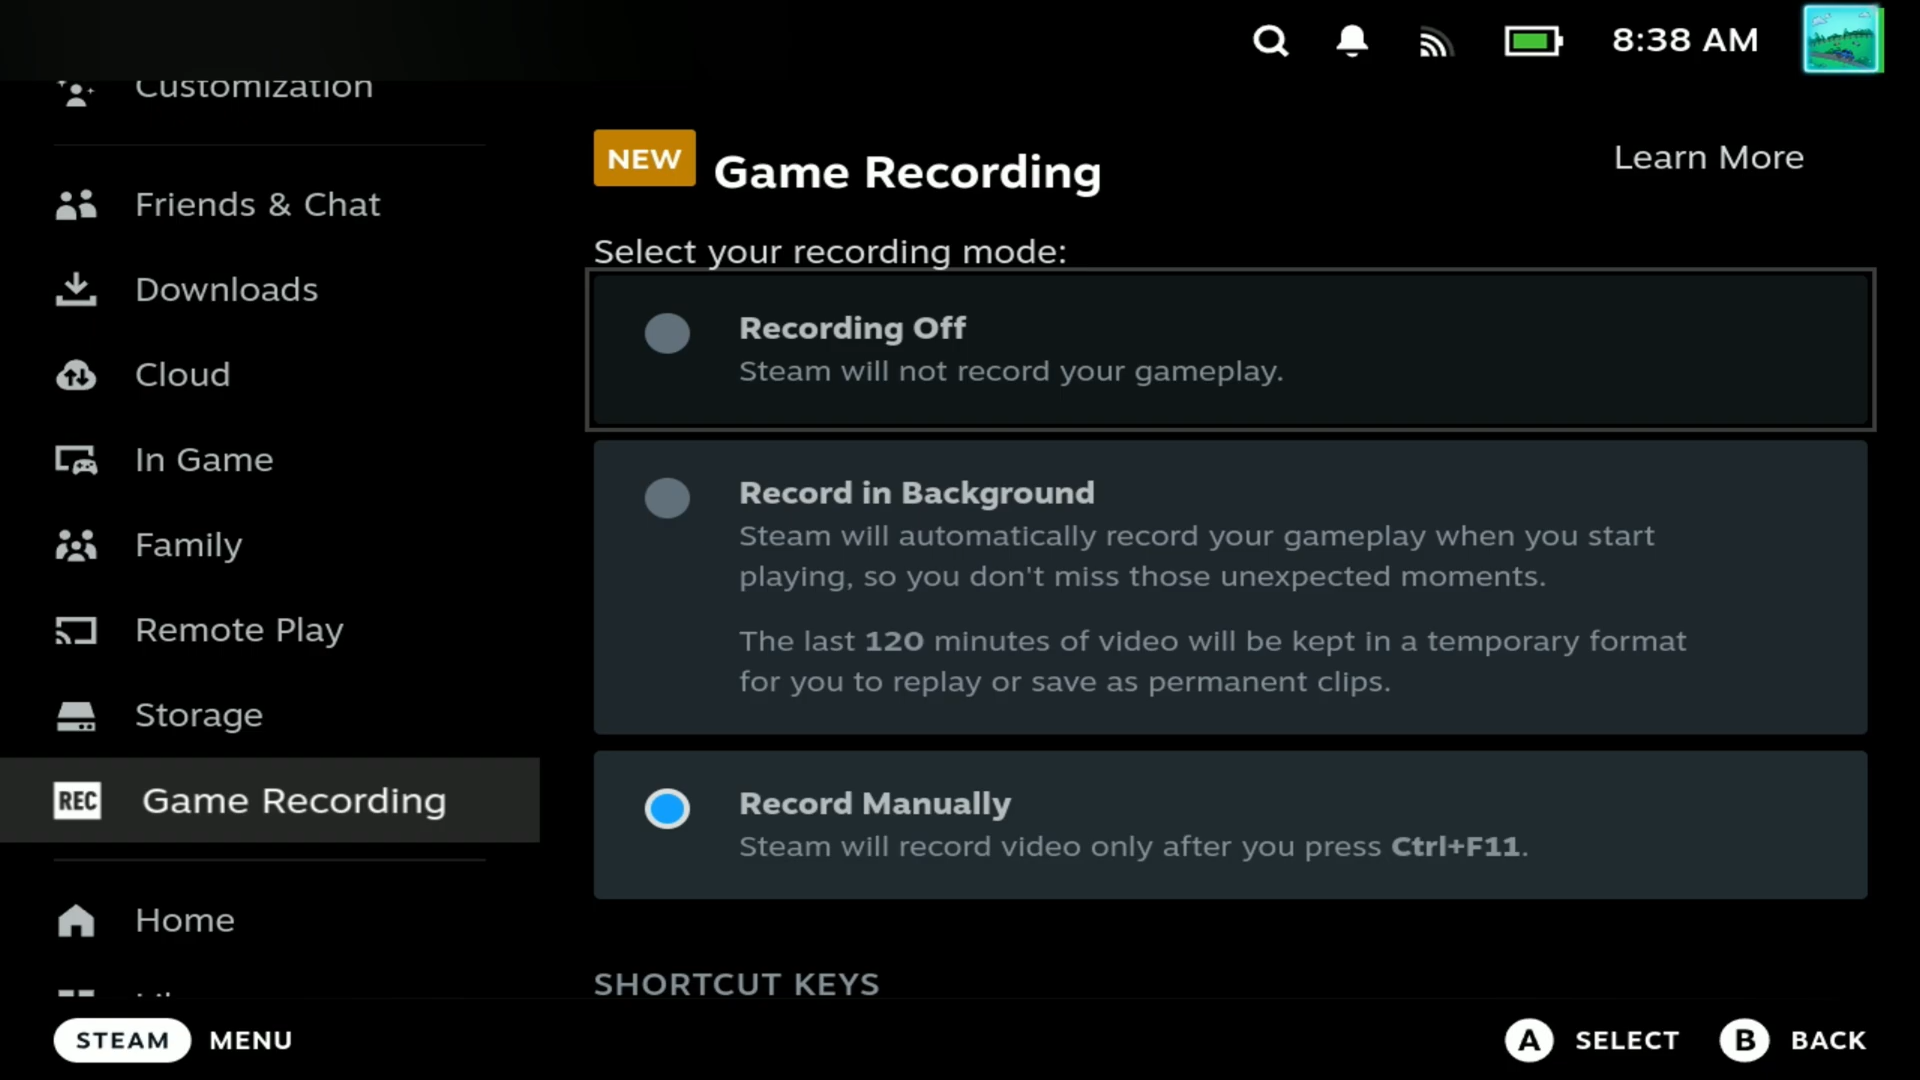 8:38 AM
Customization
Friends & Chat
Downloads
Cloud
In Game
Family
Remote Play
Storage
REC Game Recording
Home
NEW Game Recording
Learn More
Select your recording mode:
Recording Off
Steam will not record your gameplay.
Record in Background
Steam will automatically record your gameplay when you start
playing, so you don't miss those unexpected moments.
The last 120 minutes of video will be kept in a temporary format
for you to replay or save as permanent clips.
Record Manually
Steam will record video only after you press Ctrl+F11.
SHORTCUT KEYS
STEAM MENU
A SELECT B BACK